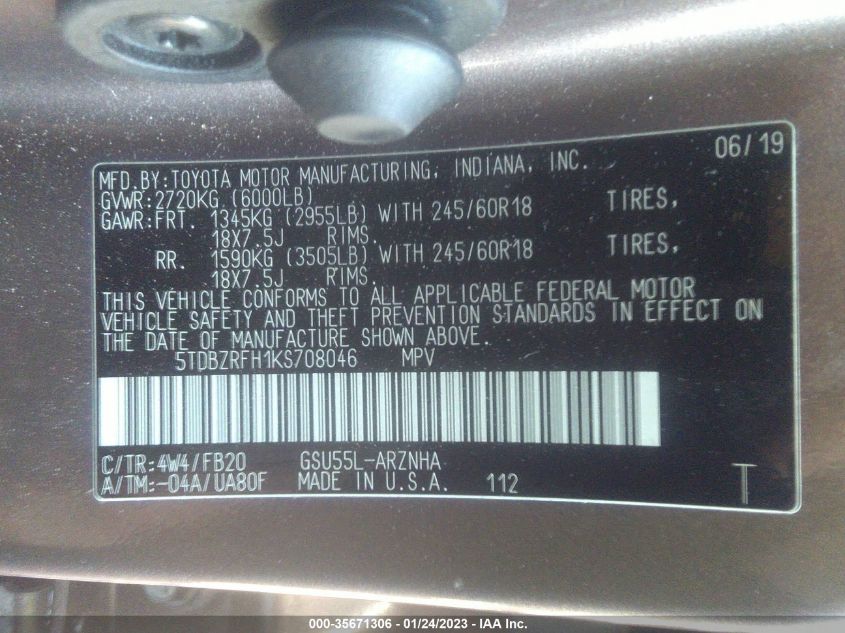 06/19
MFD.BY:TOYOTA MOTOR MANUFACTURING, INDIANA, INC.
GVWR:2720KG (6000LB)
GAWR:FRT. 1345KG (2955LB) WITH 245/60R18 TIRES,
18X7.5J RIMS.
RR. 1590KG (3505LB) WITH 245/60R18 TIRES,
18X7.5J RIMS.
THIS VEHICLE CONFORMS TO ALL APPLICABLE FEDERAL MOTOR
VEHICLE SAFETY AND THEFT PREVENTION STANDARDS IN EFFECT ON
THE DATE OF MANUFACTURE SHOWN ABOVE.
5TDBZRFH1KS708046 MPV
C/TR:4W4/FB20 GSU55L-ARZNHA
A/TM:-04A/UA80F MADE IN U.S.A. 112 T
000-35671306 - 01/24/2023 - IAA Inc.